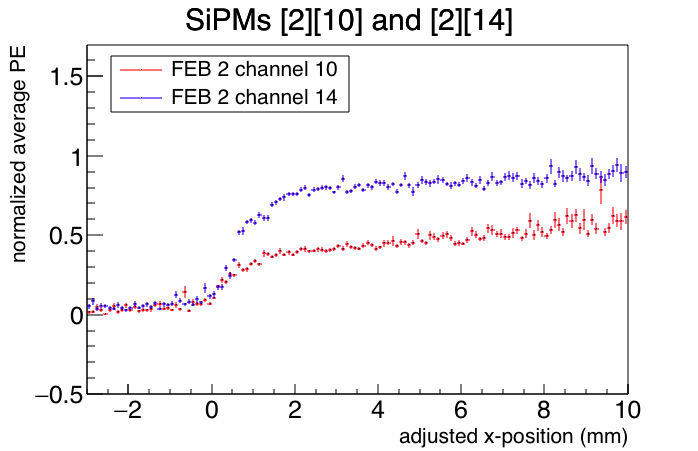 SiPMs [2][10] and [2][14]
normalized average PE
FEB 2 channel 10
FEB 2 channel 14
1.5
1
0.5
0
−0.5
−2 0 2 4 6 8 10
adjusted x-position (mm)